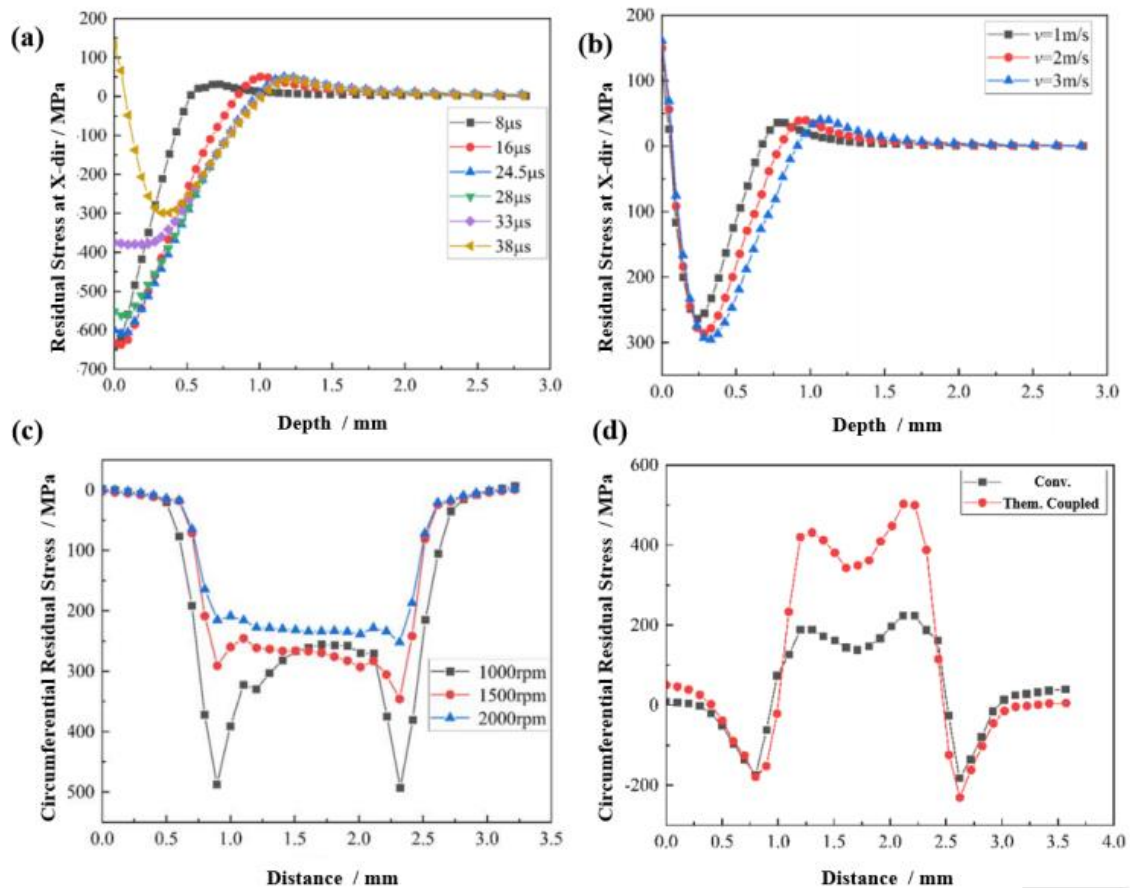 (a)
Residual Stress at X-dir / MPa
200
150
100
50
0
100
200
300
400
500
-600
-700
8μs
16μs
24.5μs
28μs
33μs
38μs
0.0 0.5 1.0 1.5 2.0 2.5 3.0
Depth / mm
(b)
Residual Stress at X-dir / MPa
200
100
0
100
200
300
v=1m/s
v=2m/s
v=3m/s
0.0 0.5 1.0 1.5 2.0 2.5 3.0
Depth / mm
(c)
Circumferential Residual Stress / MPa
0
100
200
300
400
500
1000rpm
1500rpm
2000rpm
0.0 0.5 1.0 1.5 2.0 2.5 3.0 3.5
Distance / mm
(d)
Circumferential Residual Stress / MPa
600
400
200
0
-200
Conv.
Them. Coupled
0.0 0.5 1.0 1.5 2.0 2.5 3.0 3.5 4.0
Distance / mm